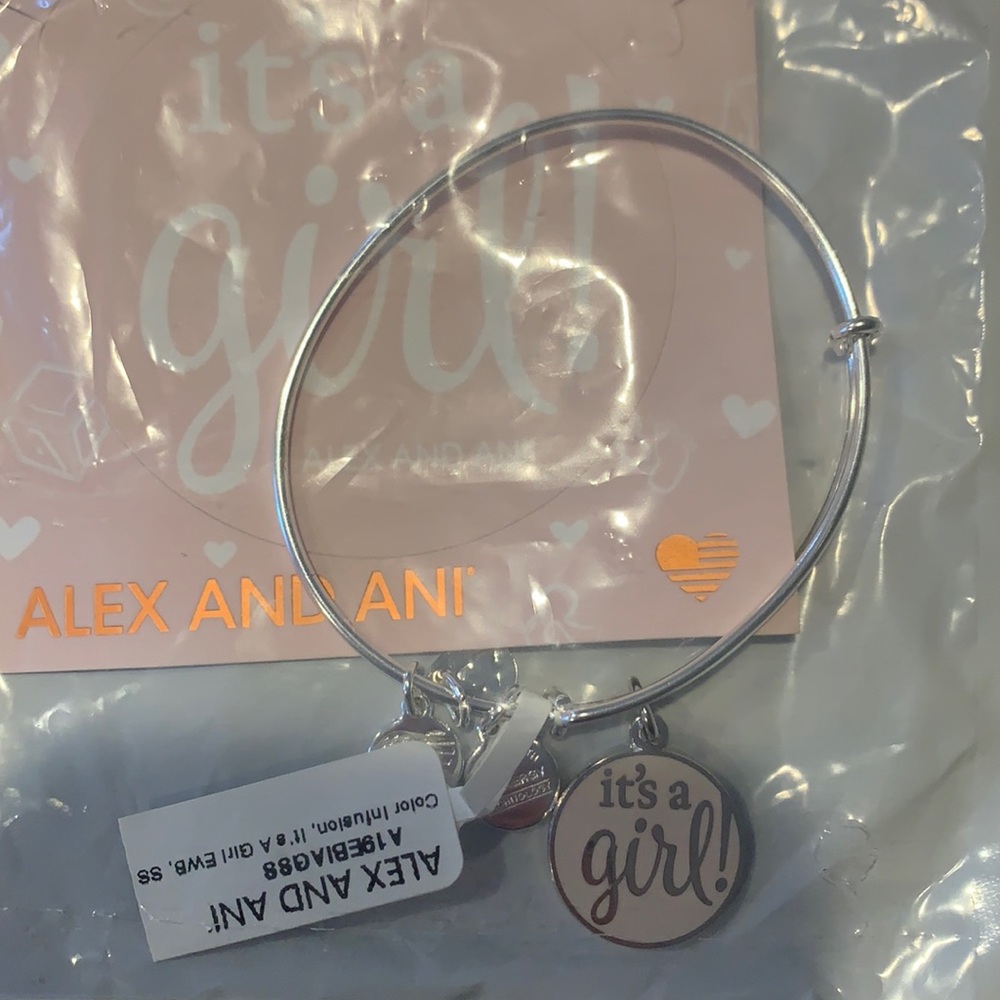 it's a
girl!
ALEX AND ANI
ALEX AND ANI
it's a
girl!
ALEX AND ANI
A19EBIAGSS
Color Infusion, It's A Girl EWB, SS